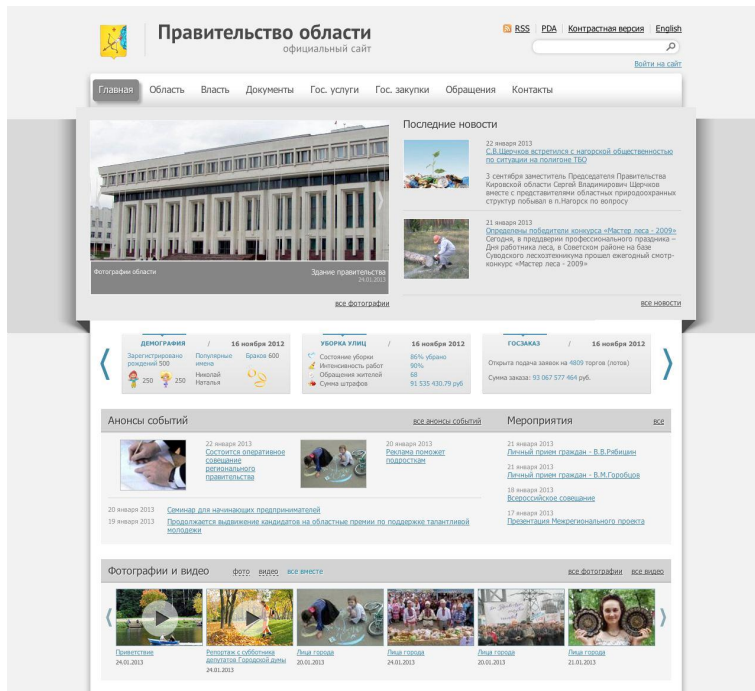 Правительство области
официальный сайт
RSS PDA Контрастная версия English
Войти на сайт
Главная Область Власть Документы Гос. услуги Гос. закупки Обращения Контакты
Последние новости
22 января 2013
С.В.Щерчков встретился с нагорской общественностью
по ситуации на полигоне ТБО
3 сентября заместитель Председателя Правительства
Кировской области Сергей Владимирович Щерчков
вместе с представителями областных природоохранных
структур побывал в п.Нагорск по вопросу
21 января 2013
Определены победители конкурса «Мастер леса - 2009»
Сегодня, в преддверии профессионального праздника –
Дня работника леса, в Советском районе на базе
Суводского лесхозтехникума прошел ежегодный смотр-
конкурс «Мастер леса - 2009»
Фотографии области Здание правительства
24.01.2013
все фотографии
все новости
ДЕМОГРАФИЯ / 16 ноября 2012
Зарегистрировано
рождений 500
250 250
Популярные
имена
Николай
Наталья
Браков 600
УБОРКА УЛИЦ / 16 ноября 2012
Состояние уборки 86% убрано
Интенсивность работ 90%
Обращения жителей 68
Сумма штрафов 91 535 430.79 руб
ГОСЗАКАЗ / 16 ноября 2012
Открыта подача заявок на 4809 торгов (лотов)
Сумма заказа: 93 067 577 464 руб.
Анонсы событий все анонсы событий
22 января 2013
Состоится оперативное
совещание
регионального
правительства
20 января 2013
Реклама поможет
подросткам
20 января 2013 Семинар для начинающих предпринимателей
19 января 2013 Продолжается выдвижение кандидатов на областные премии по поддержке талантливой
молодежи
Мероприятия все
21 января 2013
Личный прием граждан - В.В.Рябишин
21 января 2013
Личный прием граждан - В.М.Горобцов
18 января 2013
Всероссийское совещание
17 января 2013
Презентация Межрегионального проекта
Фотографии и видео фото видео все вместе все фотографии все видео
Приветствие
24.01.2013
Репортаж с субботника
депутатов Городской думы
24.01.2013
Лица города
20.01.2013
Лица города
24.01.2013
Лица города
20.01.2013
Лица города
21.01.2013